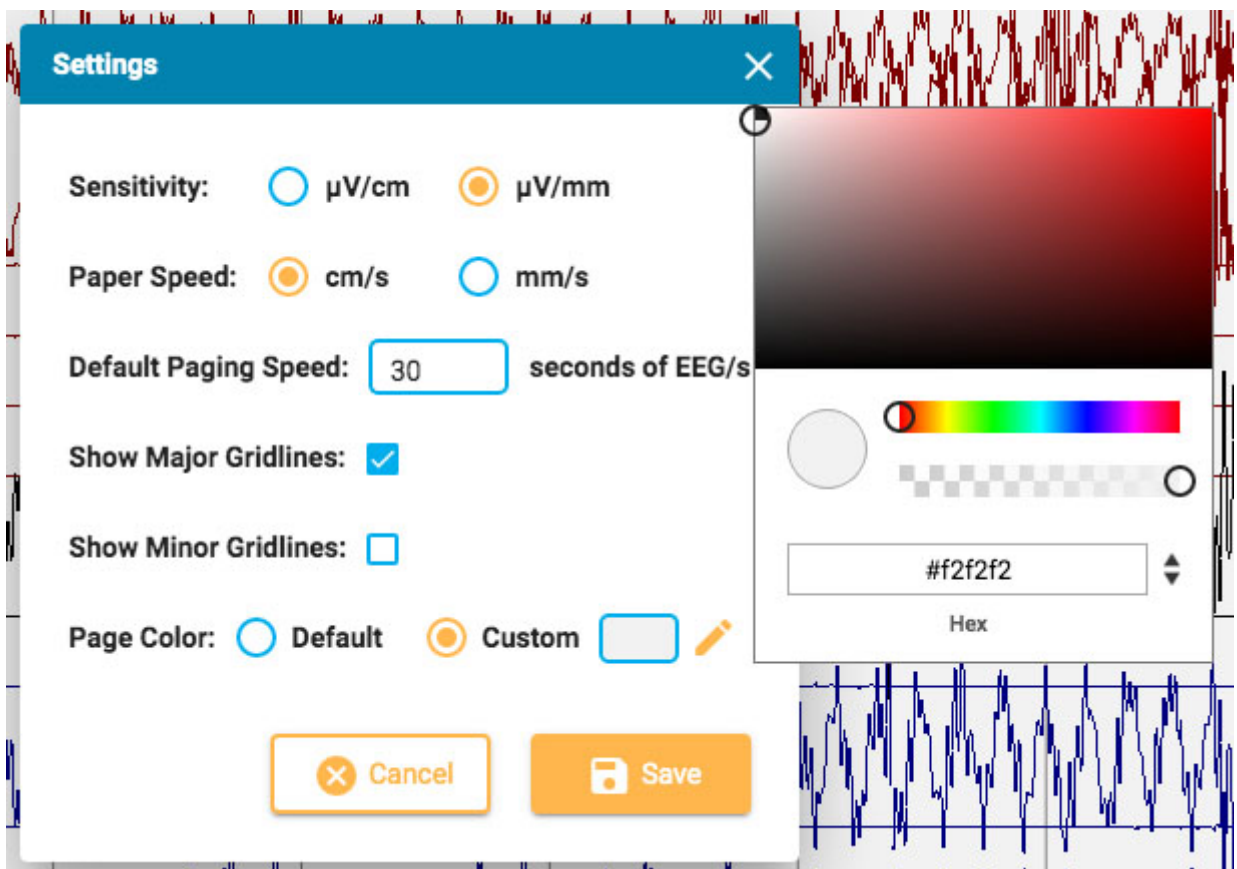 Settings
Sensitivity: µV/cm µV/mm
Paper Speed: cm/s mm/s
Default Paging Speed: 30 seconds of EEG/s
Show Major Gridlines:
Show Minor Gridlines:
#f2f2f2
Hex
Page Color: Default Custom
Cancel Save